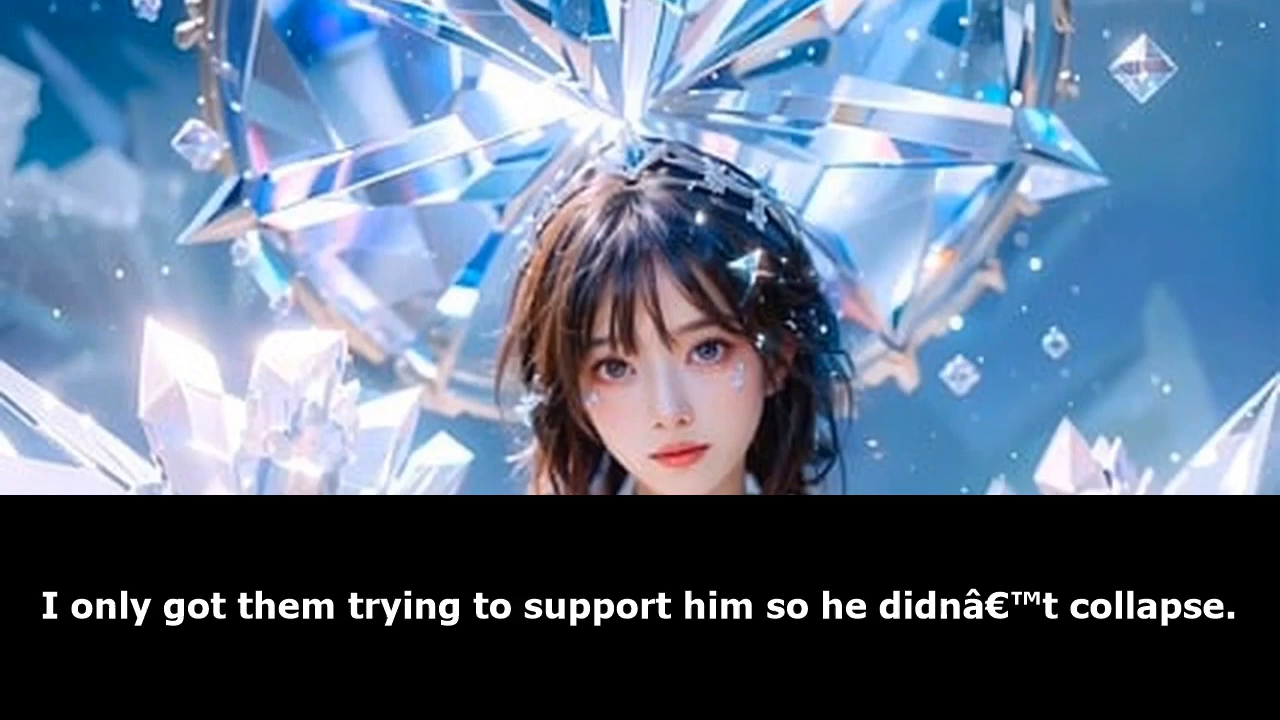 I only got them trying to support him so he didnâ€™t collapse.